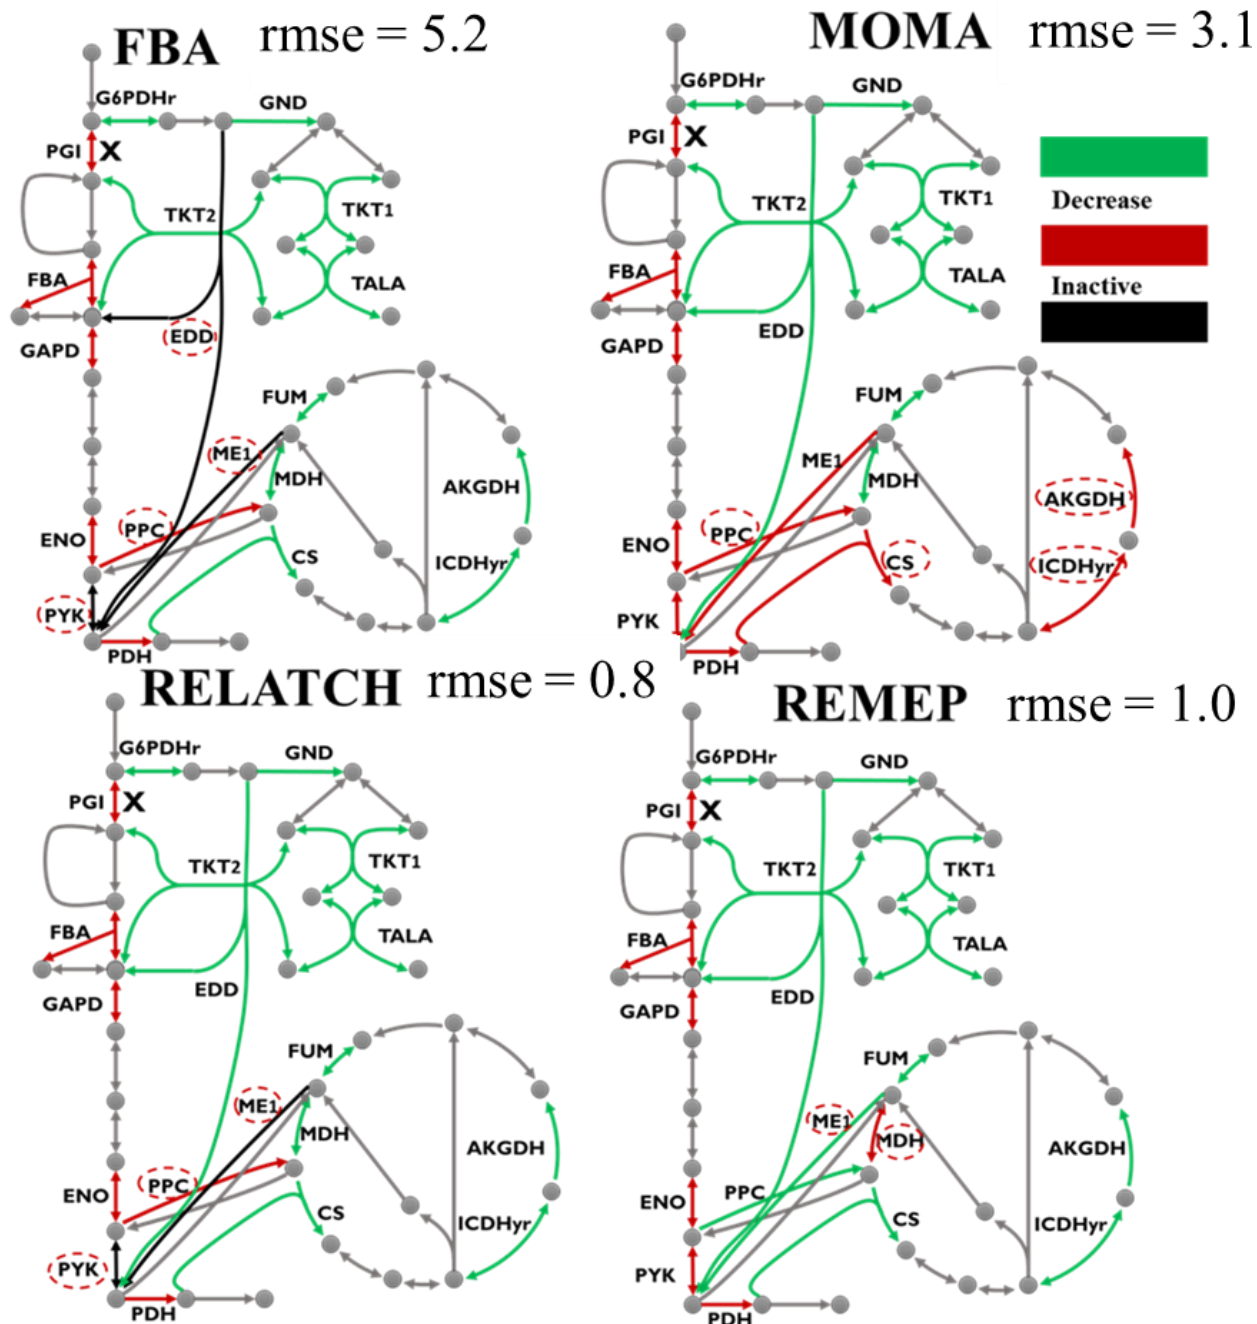 FBA rmse = 5.2
G6PDHr
GND
PGI X
TKT2
TKT1
FBA
TALA
EDD
GAPD
FUM
ME1
MDH
AKGDH
PPC
ENO
CS
ICDHyr
PYK
PDH
MOMA rmse = 3.1
G6PDHr
GND
PGI X
TKT2
TKT1
FBA
TALA
EDD
GAPD
FUM
ME1
MDH
AKGDH
PPC
ENO
CS
ICDHyr
PYK
PDH
Decrease
Inactive
RELATCH rmse = 0.8
G6PDHr
GND
PGI X
TKT2
TKT1
FBA
TALA
EDD
GAPD
FUM
ME1
MDH
AKGDH
PPC
ENO
CS
ICDHyr
PYK
PDH
REMEP rmse = 1.0
G6PDHr
GND
PGI X
TKT2
TKT1
FBA
TALA
EDD
GAPD
FUM
ME1
MDH
AKGDH
PPC
ENO
CS
ICDHyr
PYK
PDH